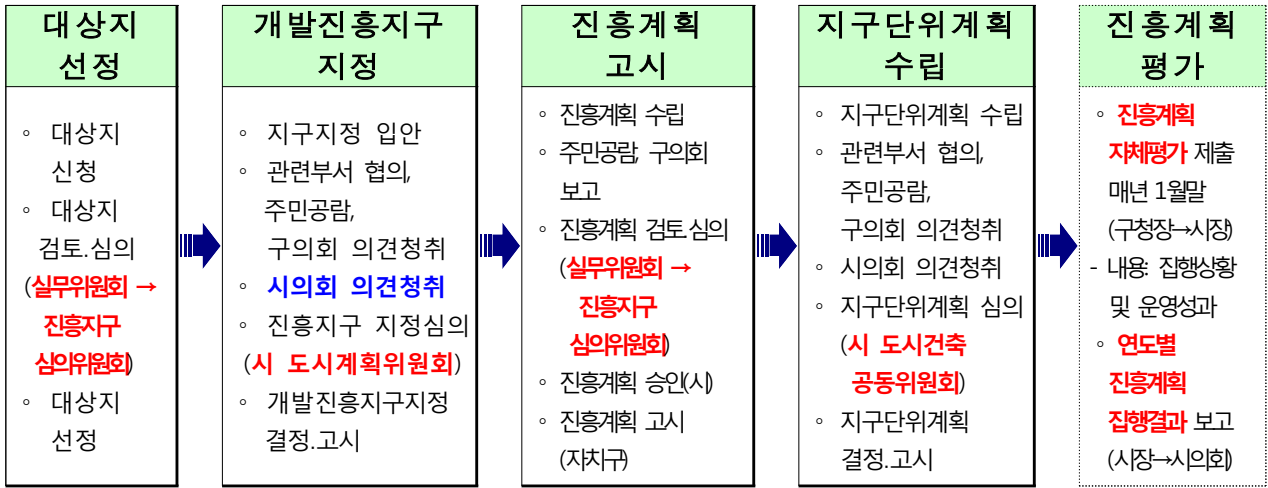 대상지
선정
◦ 대상지
신청
◦ 대상지
검토.심의
(실무위원회 →
진흥지구
심의위원회)
◦ 대상지
선정
개발진흥지구
지정
◦ 지구지정 입안
◦ 관련부서 협의,
주민공람,
구의회 의견청취
◦ 시의회 의견청취
◦ 진흥지구 지정심의
(시 도시계획위원회)
◦ 개발진흥지구지정
결정.고시
진흥계획
고시
◦ 진흥계획 수립
◦ 주민공람, 구의회
보고
◦ 진흥계획 검토.심의
(실무위원회 →
진흥지구
심의위원회)
◦ 진흥계획 승인(시)
◦ 진흥계획 고시
(자치구)
지구단위계획
수립
◦ 지구단위계획 수립
◦ 관련부서 협의,
주민공람,
구의회 의견청취
◦ 시의회 의견청취
◦ 지구단위계획 심의
(시 도시건축
공동위원회)
◦ 지구단위계획
결정.고시
진흥계획
평가
◦ 진흥계획
자체평가 제출
매년 1월말
(구청장→시장)
- 내용: 집행상황
및 운영성과
◦ 연도별
진흥계획
집행결과 보고
(시장→시의회)